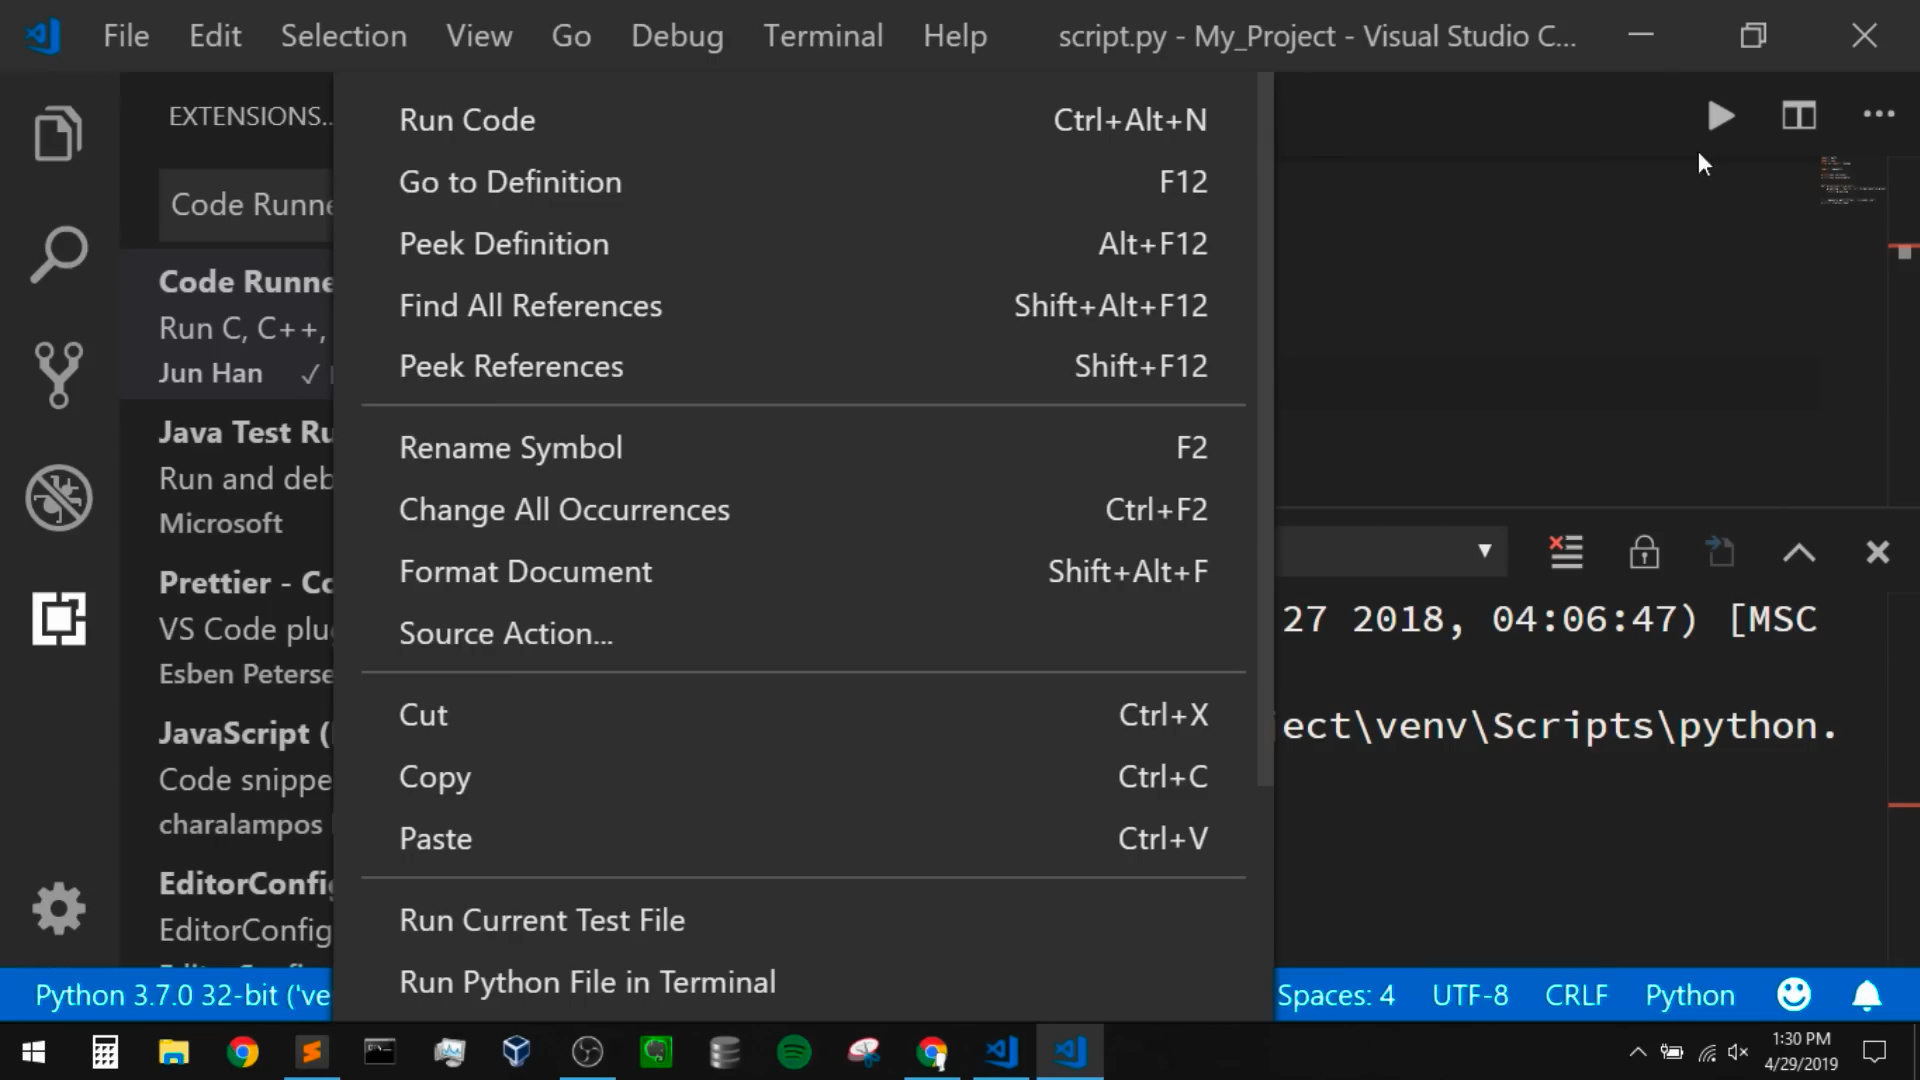 File Edit Selection View Go Debug Terminal Help script.py - My_Project - Visual Studio C...
EXTENSIONS...
Code Runne
Code Runne
Run C, C++,
Jun Han ✓
Java Test Ru
Run and deb
Microsoft
Prettier - Co
VS Code plu
Esben Peterse
JavaScript (
Code snippe
charalampos
EditorConfig
EditorConfig
Run Code Ctrl+Alt+N
Go to Definition F12
Peek Definition Alt+F12
Find All References Shift+Alt+F12
Peek References Shift+F12
Rename Symbol F2
Change All Occurrences Ctrl+F2
Format Document Shift+Alt+F
Source Action...
Cut Ctrl+X
Copy Ctrl+C
Paste Ctrl+V
Run Current Test File
Run Python File in Terminal
27 2018, 04:06:47) [MSC
ject\venv\Scripts\python.
Python 3.7.0 32-bit ('ve Spaces: 4 UTF-8 CRLF Python
1:30 PM
4/29/2019